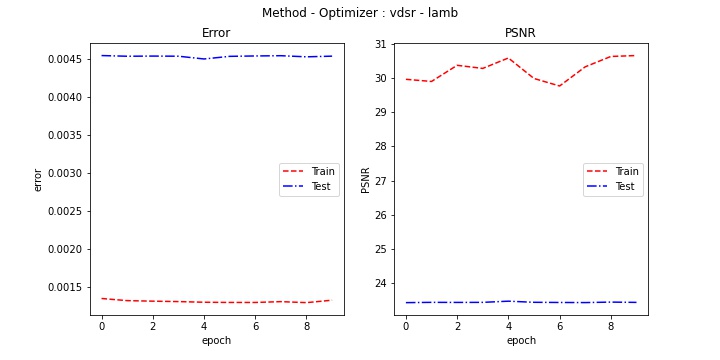 Method - Optimizer : vdsr - lamb
Error
PSNR
0.0045
0.0040
0.0035
0.0030
0.0025
0.0020
0.0015
error
0 2 4 6 8
epoch
Train
Test
31
30
29
28
27
26
25
24
PSNR
0 2 4 6 8
epoch
Train
Test